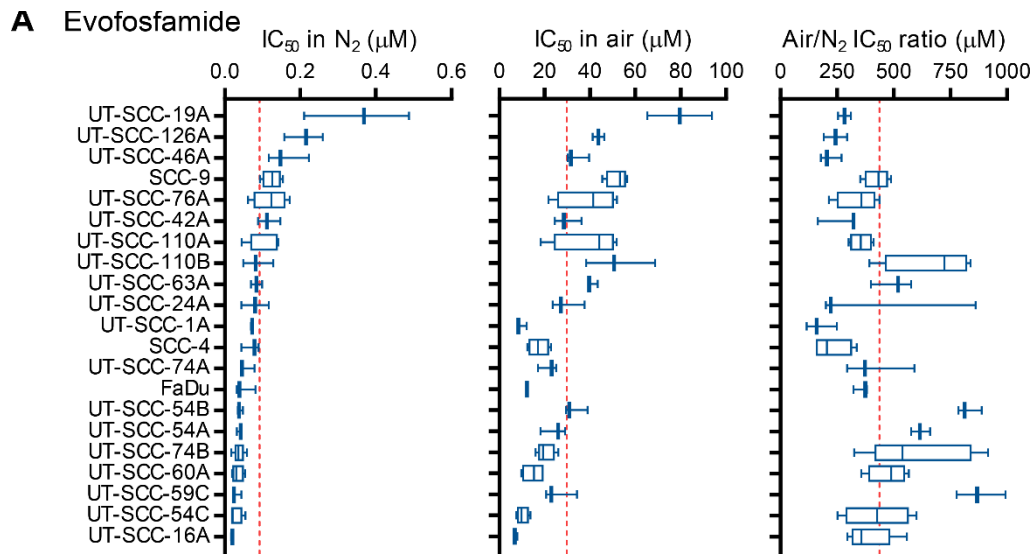 A Evofosfamide
IC50 in N2 (μM) IC50 in air (μM) Air/N2 IC50 ratio (μM)
0.0 0.2 0.4 0.6 0 20 40 60 80 100 0 250 500 750 1000
UT-SCC-19A
UT-SCC-126A
UT-SCC-46A
SCC-9
UT-SCC-76A
UT-SCC-42A
UT-SCC-110A
UT-SCC-110B
UT-SCC-63A
UT-SCC-24A
UT-SCC-1A
SCC-4
UT-SCC-74A
FaDu
UT-SCC-54B
UT-SCC-54A
UT-SCC-74B
UT-SCC-60A
UT-SCC-59C
UT-SCC-54C
UT-SCC-16A